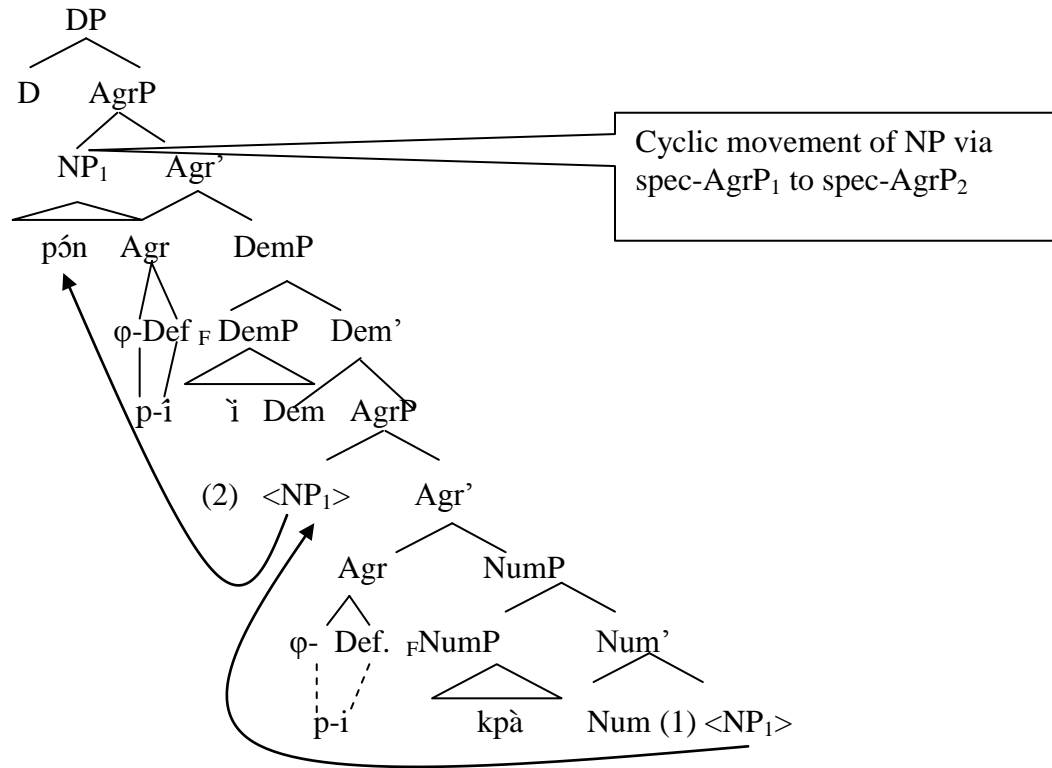 DP
D AgrP
Cyclic movement of NP via
spec-AgrP₁ to spec-AgrP₂
NP₁ Agr’
pɔ́n Agr DemP
φ-Def F DemP Dem’
p-í ̀i Dem AgrP
(2) <NP₁> Agr’
Agr NumP
φ- Def. FNumP Num’
p-i kpà Num (1) <NP₁>